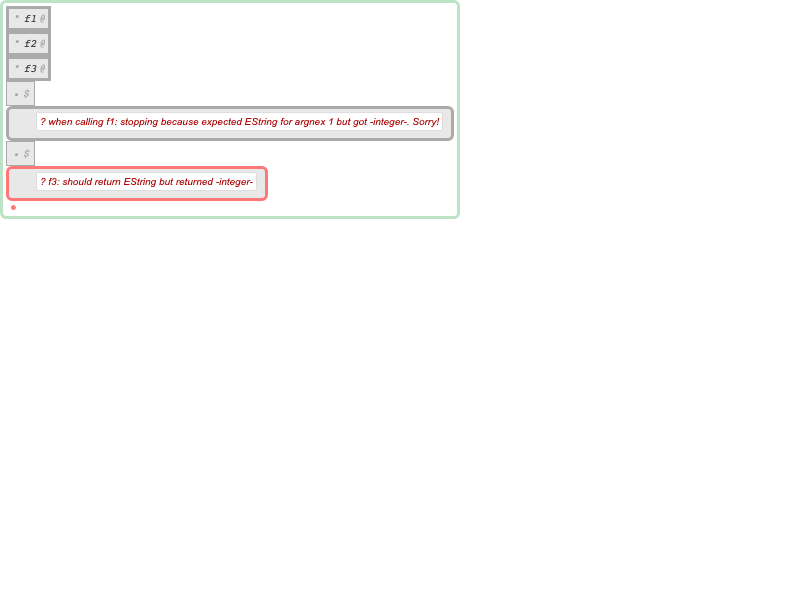 * f1 @
* f2 @
* f3 @
• $
? when calling f1: stopping because expected EString for argnex 1 but got -integer-. Sorry!
• $
? f3: should return EString but returned -integer-